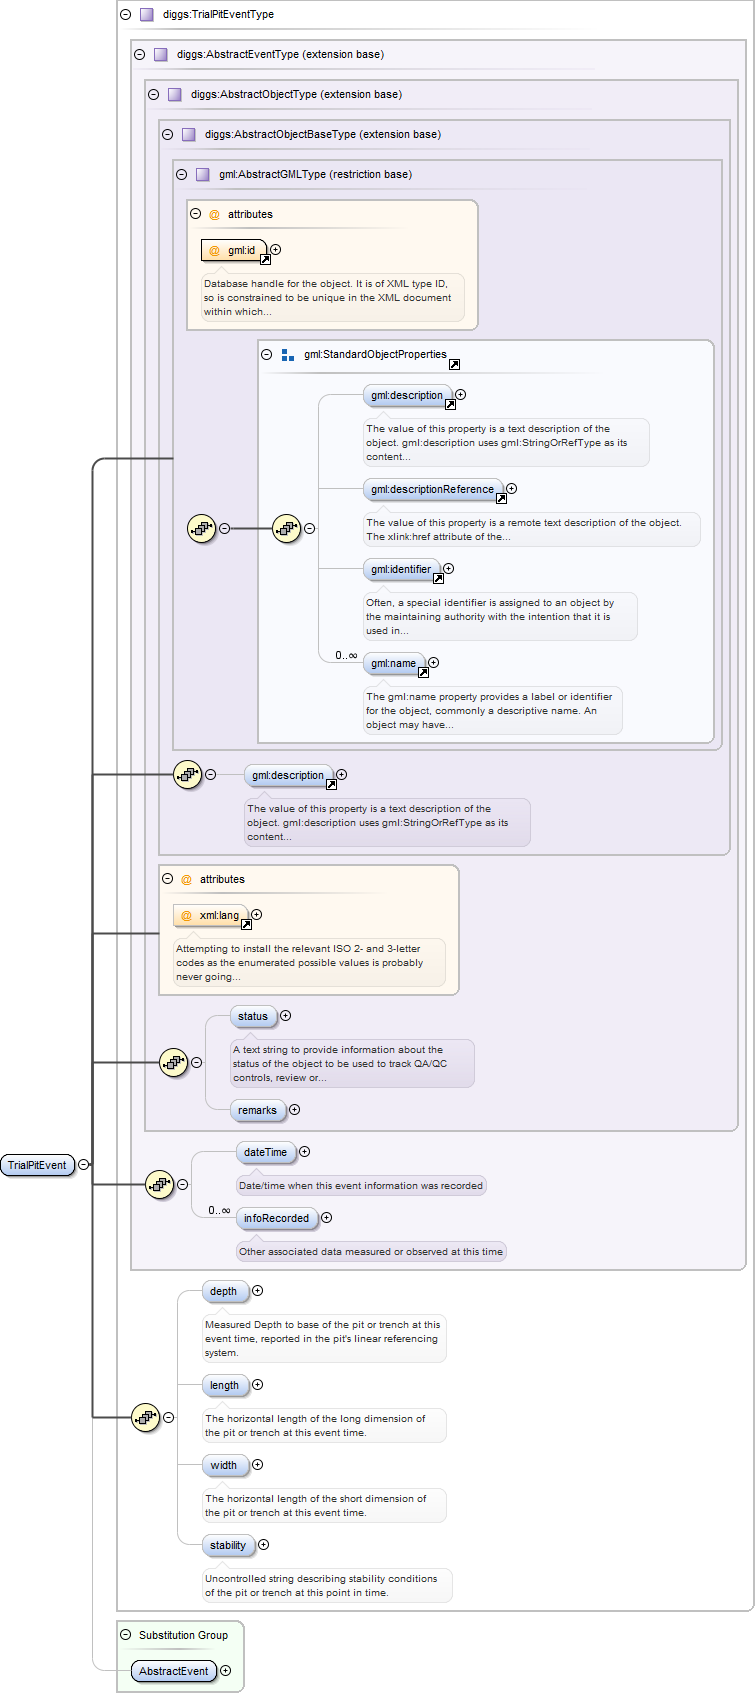 diggs:TrialPitEventType
diggs:AbstractEventType (extension base)
diggs:AbstractObjectType (extension base)
diggs:AbstractObjectBaseType (extension base)
gml:AbstractGMLType (restriction base)
@ attributes
@ gml:id
Database handle for the object. It is of XML type ID,
so is constrained to be unique in the XML document
within which...
gml:StandardObjectProperties
gml:description
The value of this property is a text description of the
object. gml:description uses gml:StringOrRefType as its
content...
gml:descriptionReference
The value of this property is a remote text description of the object.
The xlink:href attribute of the...
gml:identifier
Often, a special identifier is assigned to an object by
the maintaining authority with the intention that it is
used in...
0..∞
gml:name
The gml:name property provides a label or identifier
for the object, commonly a descriptive name. An
object may have...
gml:description
The value of this property is a text description of the
object. gml:description uses gml:StringOrRefType as its
content...
@ attributes
@ xml:lang
Attempting to install the relevant ISO 2- and 3-letter
codes as the enumerated possible values is probably
never going...
status
A text string to provide information about the
status of the object to be used to track QA/QC
controls, review or...
remarks
TrialPitEvent
dateTime
Date/time when this event information was recorded
0..∞
infoRecorded
Other associated data measured or observed at this time
depth
Measured Depth to base of the pit or trench at this
event time, reported in the pit's linear referencing
system.
length
The horizontal length of the long dimension of
the pit or trench at this event time.
width
The horizontal length of the short dimension of
the pit or trench at this event time.
stability
Uncontrolled string describing stability conditions
of the pit or trench at this point in time.
Substitution Group
AbstractEvent